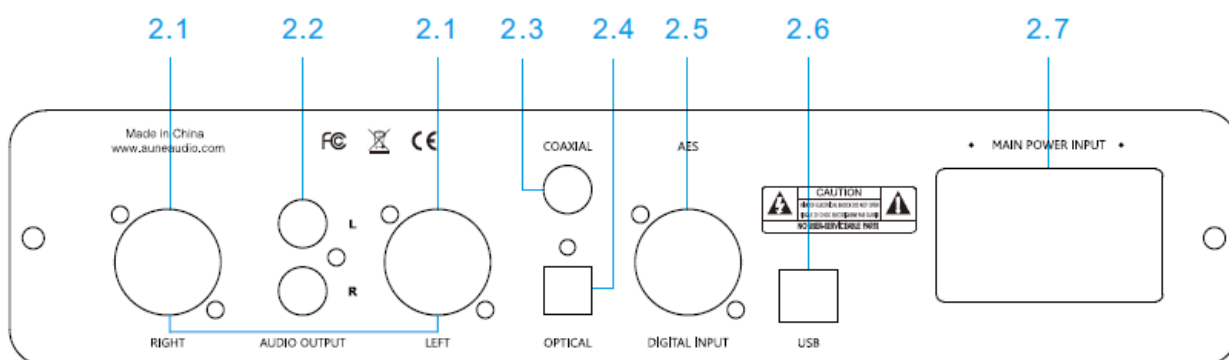 2.1 2.2 2.1 2.3 2.4 2.5 2.6 2.7
Made in China
www.auneaudio.com
FC CE
COAXIAL
AES
MAIN POWER INPUT
CAUTION
NO USER-SERVICEABLE PARTS
L
R
RIGHT
AUDIO OUTPUT
LEFT
OPTICAL
DIGITAL INPUT
USB